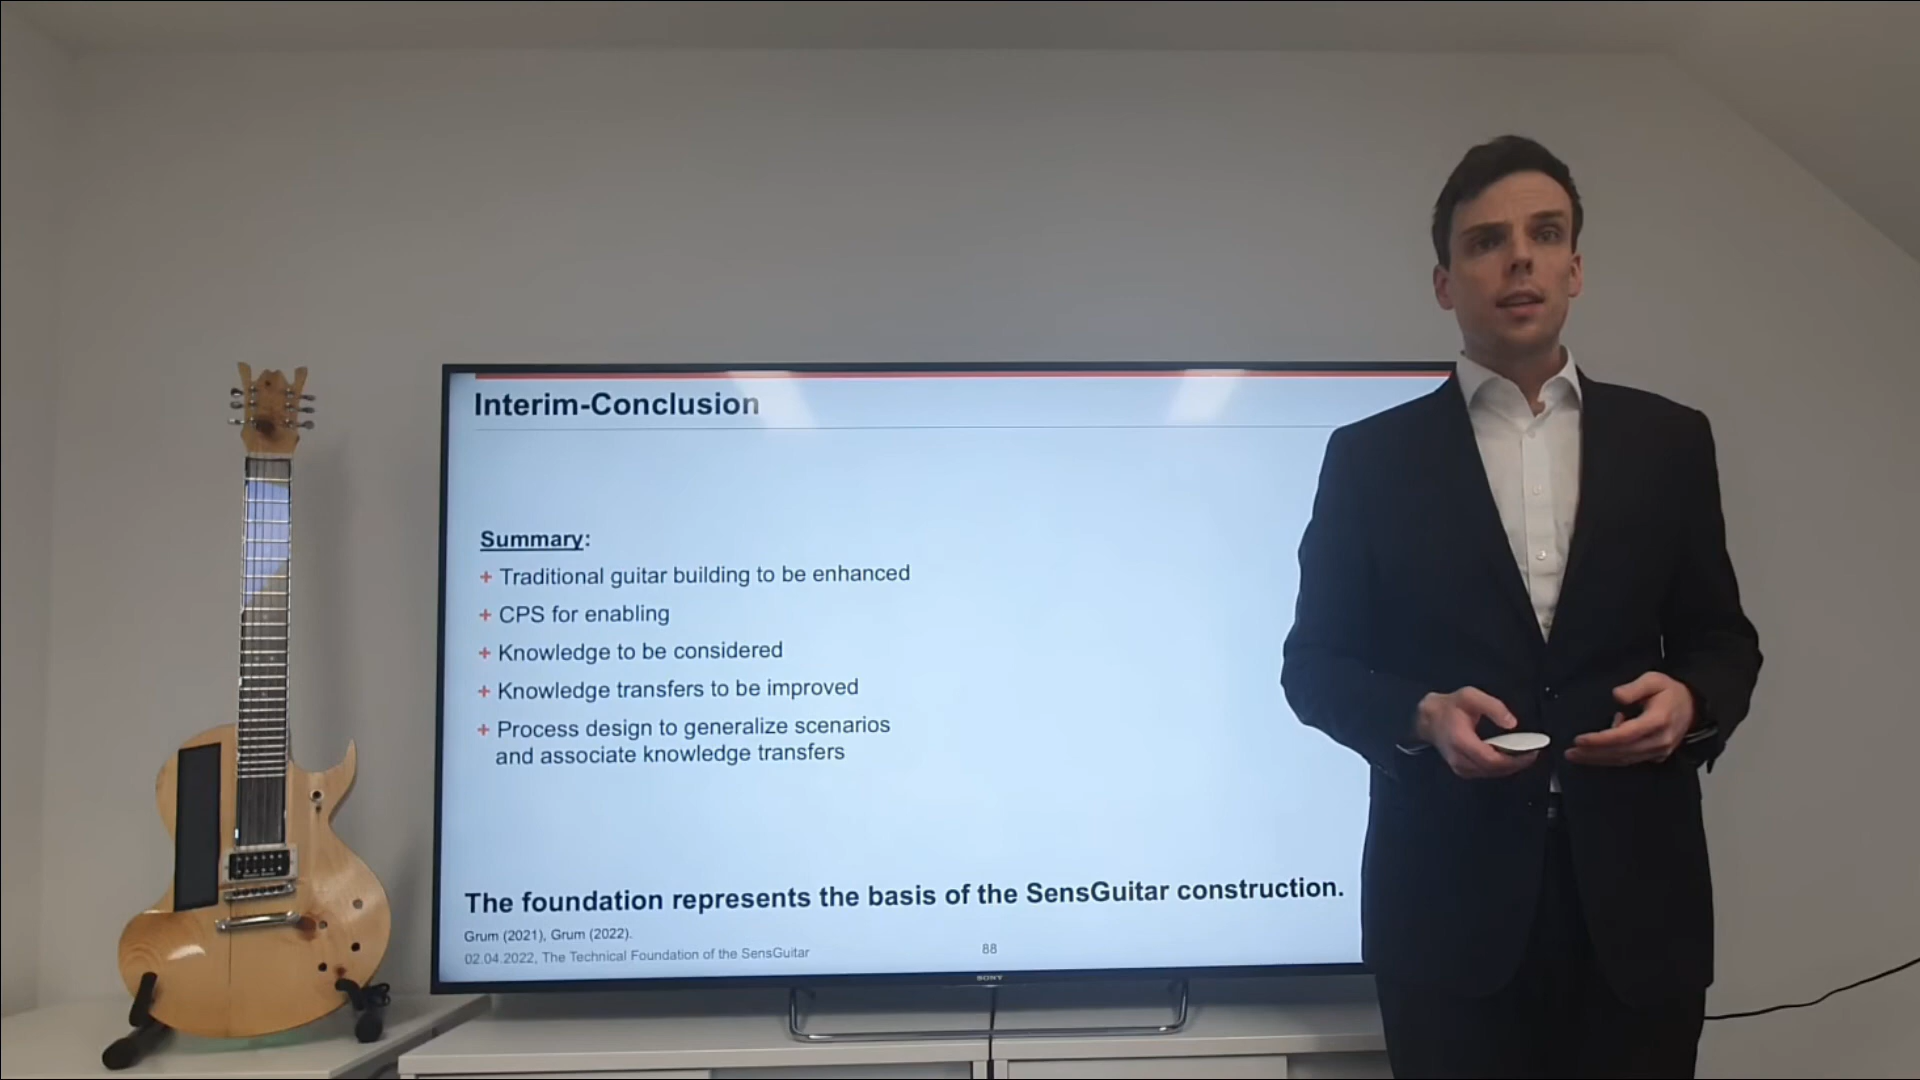 Interim-Conclusion
Summary:
+ Traditional guitar building to be enhanced
+ CPS for enabling
+ Knowledge to be considered
+ Knowledge transfers to be improved
+ Process design to generalize scenarios
and associate knowledge transfers
The foundation represents the basis of the SensGuitar construction.
Grum (2021), Grum (2022).
02.04.2022, The Technical Foundation of the SensGuitar
88
SONY